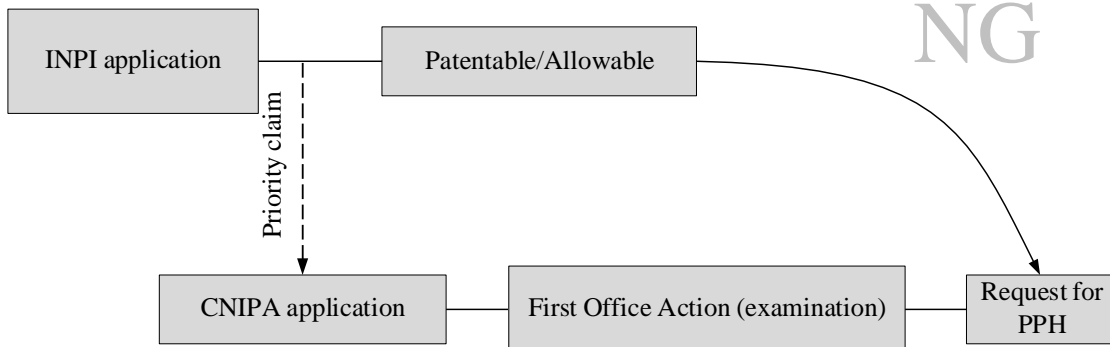 NG
INPI application
Patentable/Allowable
Priority claim
CNIPA application
First Office Action (examination)
Request for
PPH